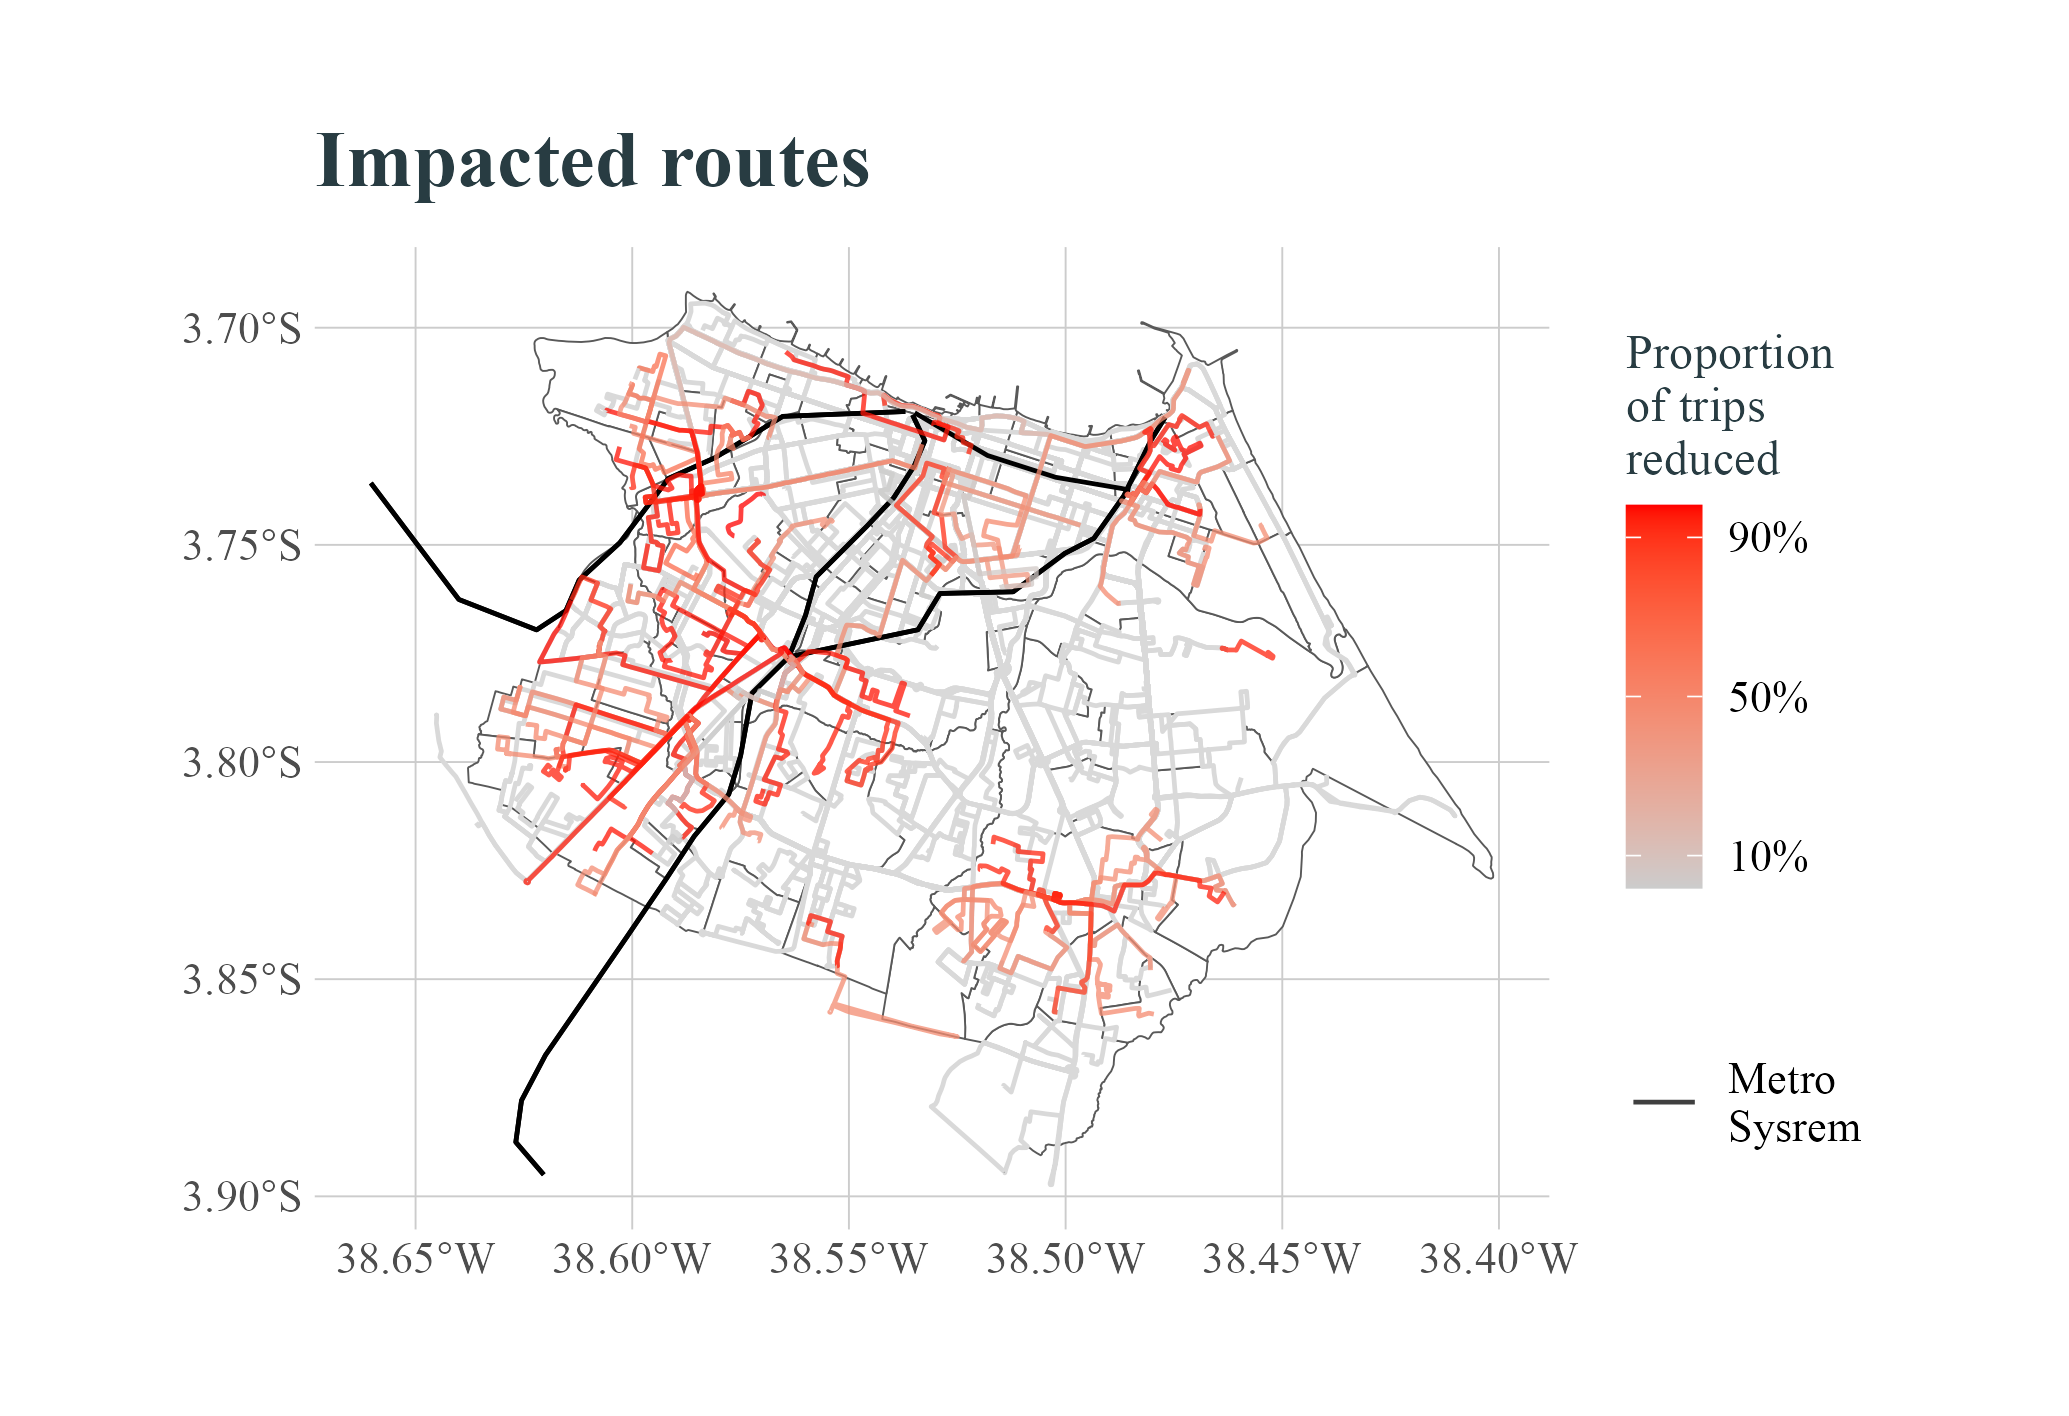 Impacted routes
3.70°S
3.75°S
3.80°S
3.85°S
3.90°S
38.65°W
38.60°W
38.55°W
38.50°W
38.45°W
38.40°W
Proportion
of trips
reduced
90%
50%
10%
Metro
Sysrem